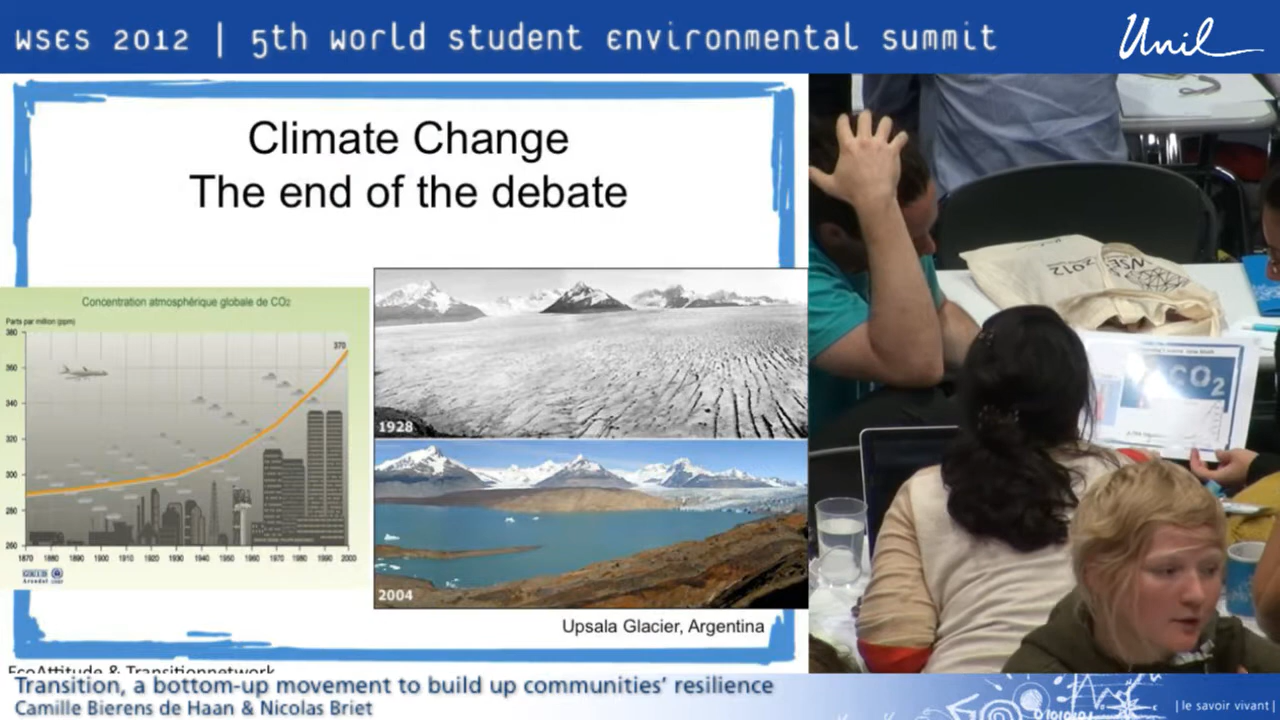 WSES 2012 | 5th world student environmental summit
Unil
Climate Change
The end of the debate
Concentration atmosphérique globale de CO2
Parts par million (ppm)
380
370
360
340
320
300
280
260
1870 1880 1890 1900 1910 1920 1930 1940 1950 1960 1970 1980 1990 2000
1928
2004
Upsala Glacier, Argentina
WSES
2012
CO2
EcoAttitude & Transitionnetwork
Transition, a bottom-up movement to build up communities' resilience
Camille Bierens de Haan & Nicolas Briet
| le savoir vivant |